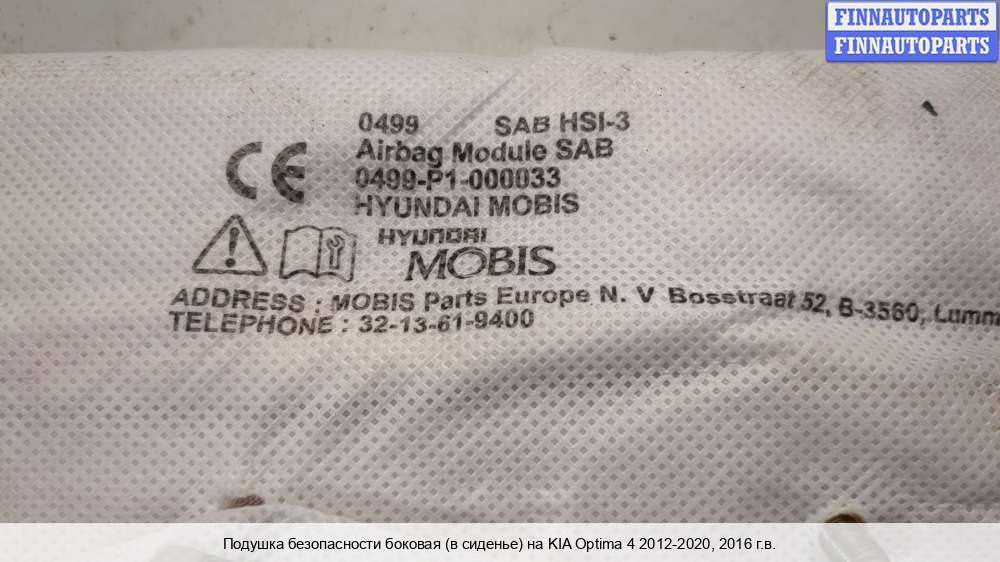 FINNAUTOPARTS
FINNAUTOPARTS
0499 SAB HSI-3
Airbag Module SAB
0499-P1-000033
HYUNDAI MOBIS
CE
HYUNDAI
MOBIS
ADDRESS : MOBIS Parts Europe N. V Bosstraat 52, B-3560, Lumm
TELEPHONE : 32-13-61-9400
Подушка безопасности боковая (в сиденье) на KIA Optima 4 2012-2020, 2016 г.в.